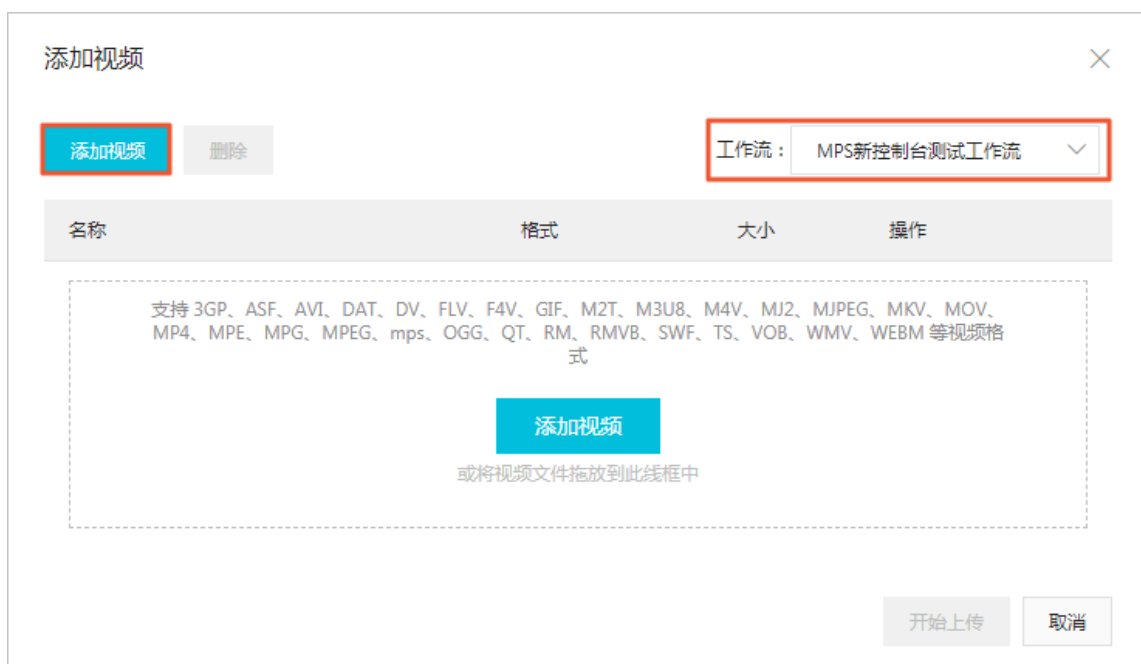 添加视频
添加视频 删除 工作流： MPS新控制台测试工作流
名称 格式 大小 操作
支持 3GP、ASF、AVI、DAT、DV、FLV、F4V、GIF、M2T、M3U8、M4V、MJ2、MJPEG、MKV、MOV、
MP4、MPE、MPG、MPEG、mps、OGG、QT、RM、RMVB、SWF、TS、VOB、WMV、WEBM 等视频格
式
添加视频
或将视频文件拖放到此线框中
开始上传 取消